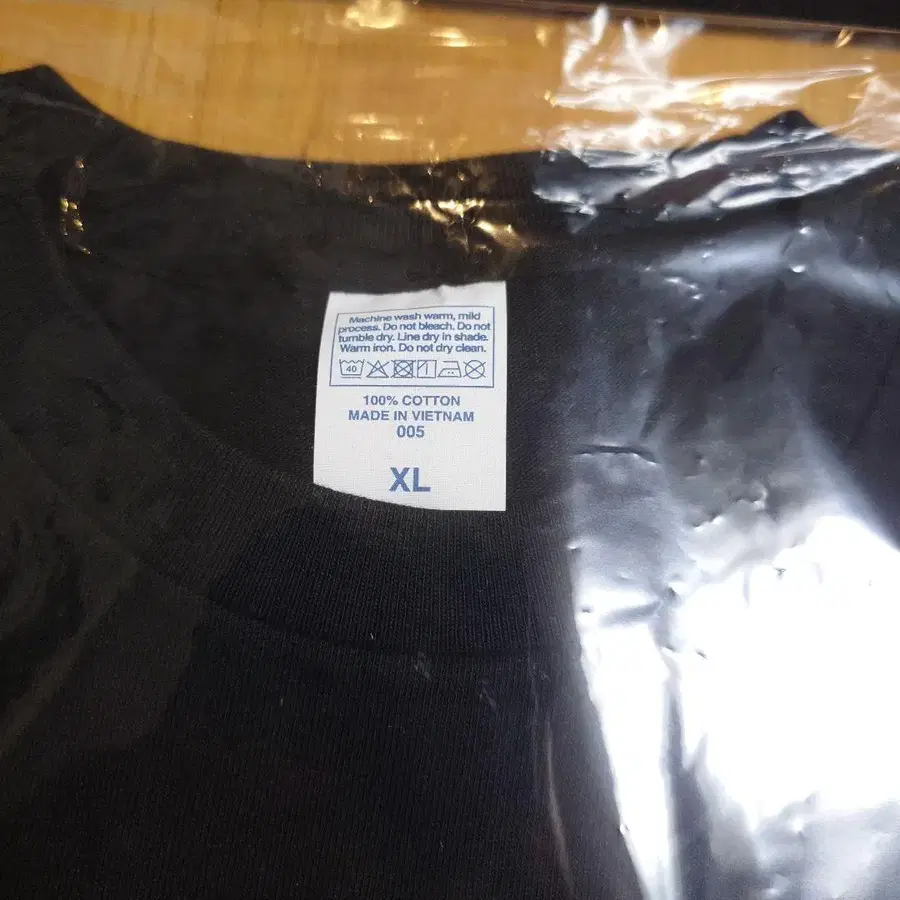 Machine wash warm, mild
process. Do not bleach. Do not
tumble dry. Line dry in shade.
Warm iron. Do not dry clean.
40
100% COTTON
MADE IN VIETNAM
005
XL